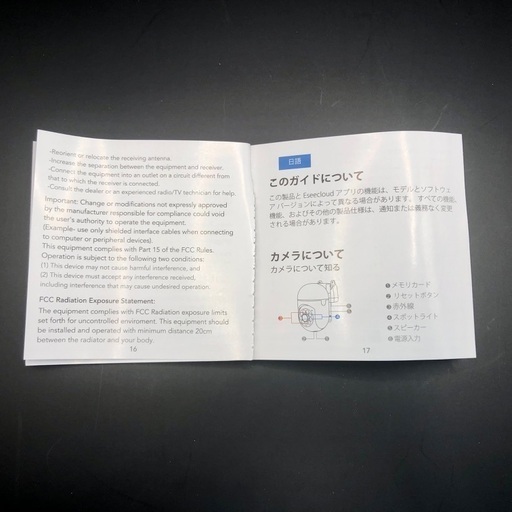 -Reorient or relocate the receiving antenna.
-Increase the separation between the equipment and receiver.
-Connect the equipment into an outlet on a circuit different from
that to which the receiver is connected.
-Consult the dealer or an experienced radio/TV technician for help.
Important: Change or modifications not expressly approved
by the manufacturer responsible for compliance could void
the user's authority to operate the equipment.
(Example- use only shielded interface cables when connecting
to computer or peripheral devices).
This equipment complies with Part 15 of the FCC Rules.
Operation is subject to the following two conditions:
(1) This device may not cause harmful interference, and
(2) This device must accept any interference received,
including interference that may cause undesired operation.
FCC Radiation Exposure Statement:
The equipment complies with FCC Radiation exposure limits
set forth for uncontrolled enviroment. This equipment should
be installed and operated with minimum distance 20cm
between the radiator and your body.
16
日語
このガイドについて
この製品と Eseecloud アプリの機能は、モデルとソフトウェ
ア バージョンによって異なる場合があります。 すべての機能、
機能、およびその他の製品仕様は、通知または義務なく変更
される場合があります。
カメラについて
カメラについて知る
❶メモリカード
❷リセットボタン
❸赤外線
❹スポットライト
❺スピーカー
❻電源入力
17